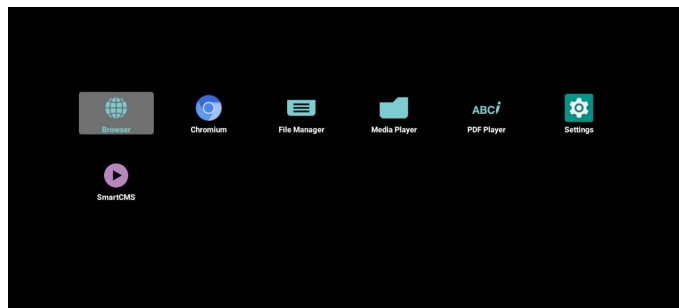 Browser
Chromium
File Manager
Media Player
ABCi
PDF Player
Settings
SmartCMS